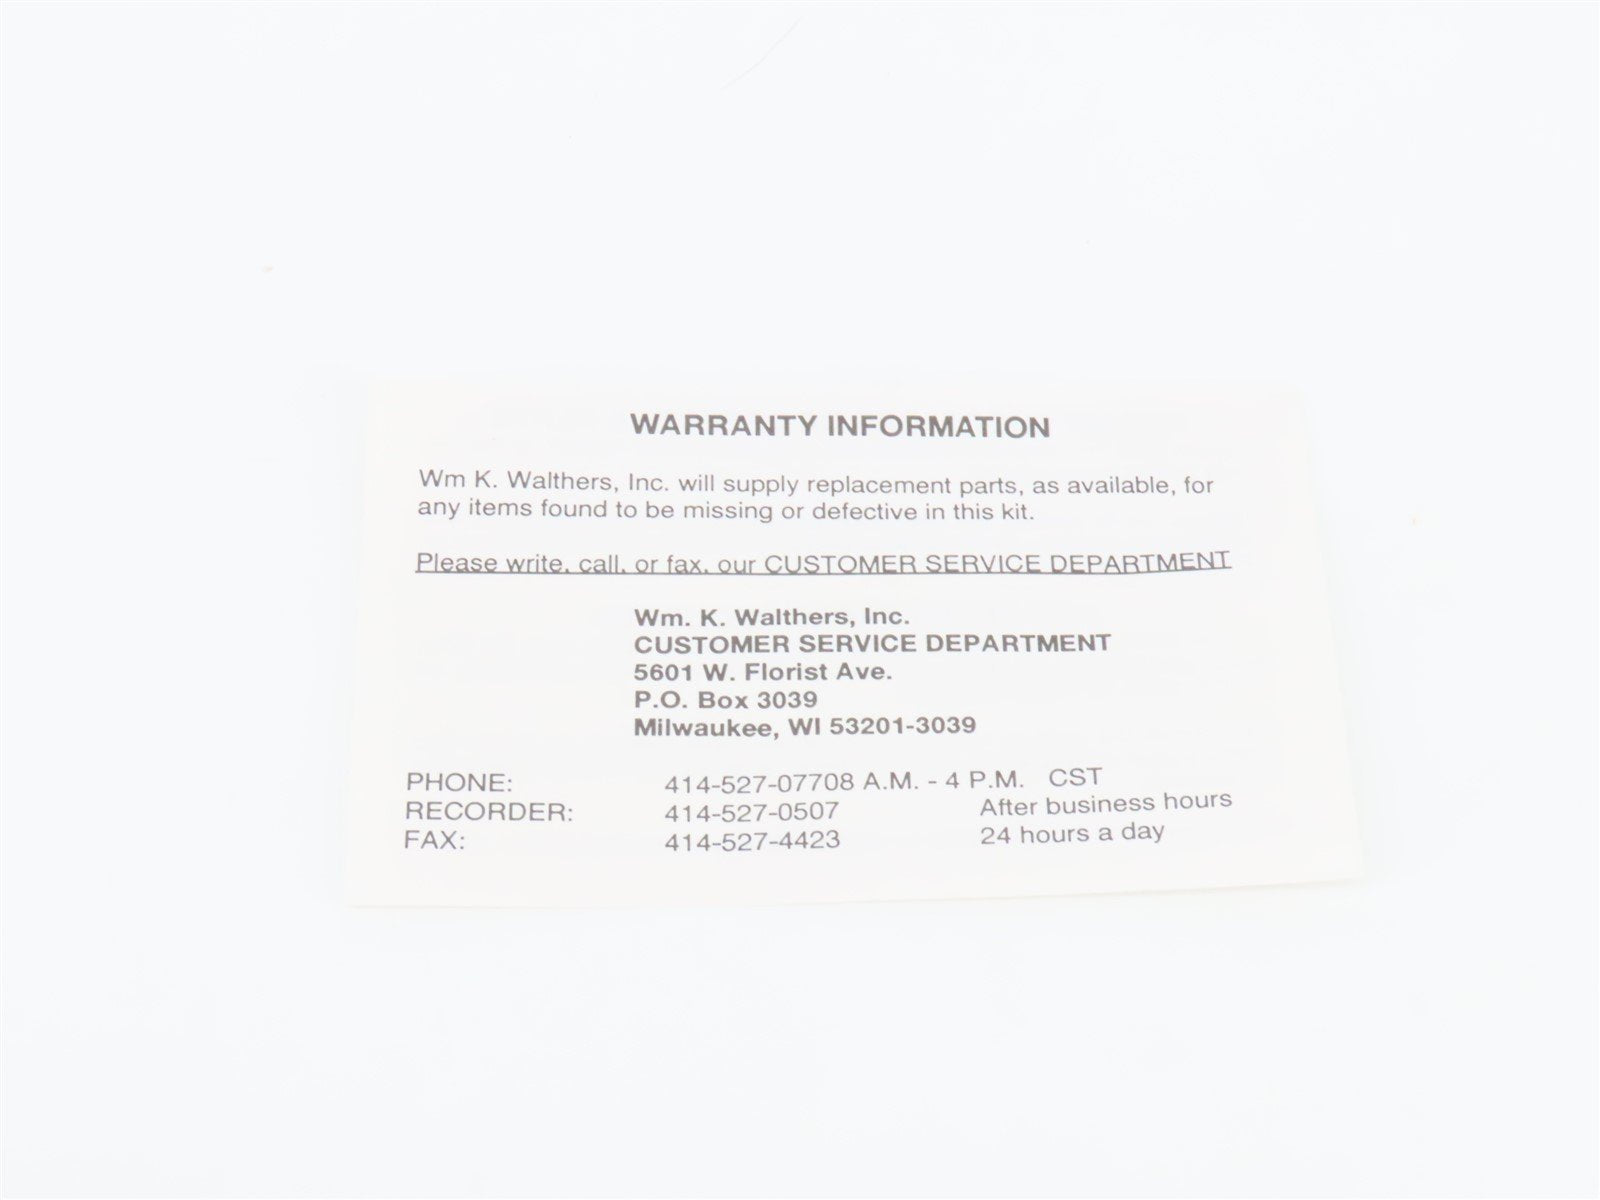 WARRANTY INFORMATION
Wm K. Walthers, Inc. will supply replacement parts, as available, for
any items found to be missing or defective in this kit.
Please write, call, or fax, our CUSTOMER SERVICE DEPARTMENT
Wm. K. Walthers, Inc.
CUSTOMER SERVICE DEPARTMENT
5601 W. Florist Ave.
P.O. Box 3039
Milwaukee, WI 53201-3039
PHONE: 414-527-07708 A.M. - 4 P.M. CST
RECORDER: 414-527-0507 After business hours
FAX: 414-527-4423 24 hours a day